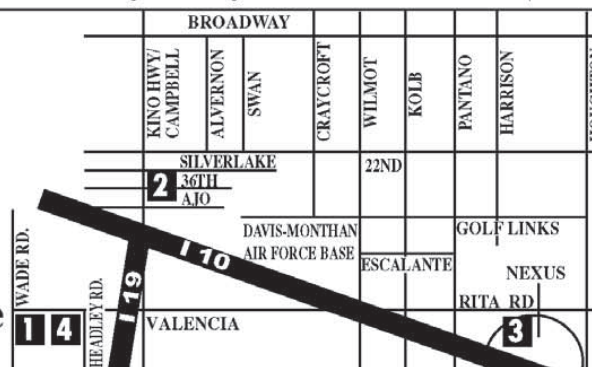 BROADWAY
KINO HWY/
CAMPBELL
ALVERNON
SWAN
CRAYCROFT
WILMOT
KOLB
PANTANO
HARRISON
SILVERLAKE
22ND
2
36TH
AJO
DAVIS-MONTHAN
AIR FORCE BASE
GOLF LINKS
ESCALANTE
I 10
I 19
NEXUS
RITA RD
WADE RD.
HEADLEY RD.
1 4
VALENCIA
3